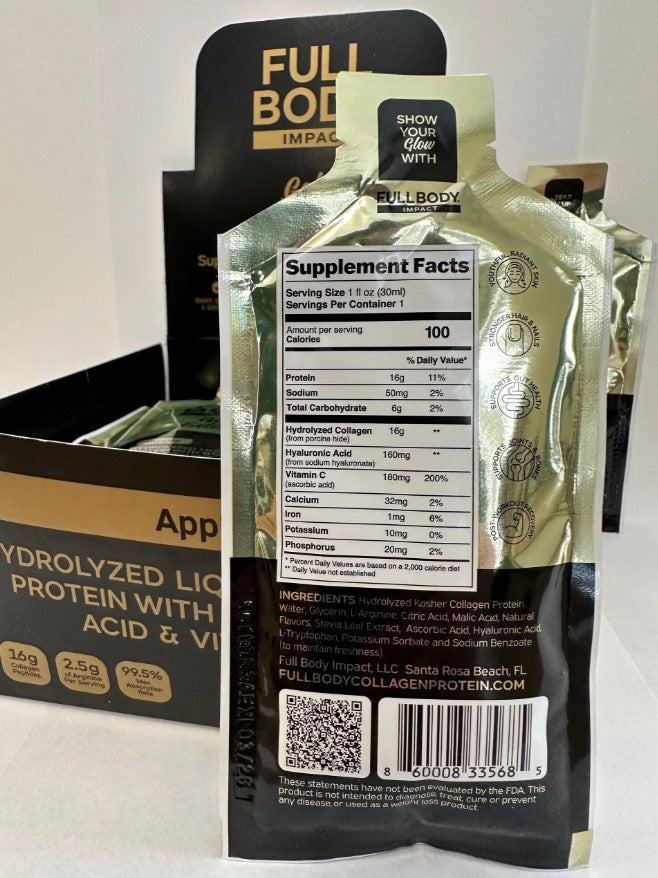 FULL
BOD
IMPAC
SHOW
YOUR
Glow
WITH
FULL BODY
IMPACT
TEAR
UP
Supplement Facts
Serving Size 1 fl oz (30ml)
Servings Per Container 1
Amount per serving
Calories 100
% Daily Value*
Protein 16g 11%
Sodium 50mg 2%
Total Carbohydrate 6g 2%
Hydrolyzed Collagen 16g **
(from porcine hide)
Hyaluronic Acid 160mg **
(from sodium hyaluronate)
Vitamin C 180mg 200%
(ascorbic acid)
Calcium 32mg 2%
Iron 1mg 6%
Potassium 10mg 0%
Phosphorus 20mg 2%
* Percent Daily Values are based on a 2,000 calorie diet
** Daily Value not established
YOUTHFUL, RADIANT SKIN
STRONGER HAIR & NAILS
SUPPORTS GUT HEALTH
SUPPORTS JOINTS & BONES
POST-WORKOUT RECOVERY
INGREDIENTS Hydrolyzed Kosher Collagen Protein,
Water, Glycerin, L-Arginine, Citric Acid, Malic Acid, Natural
Flavors, Stevia Leaf Extract, Ascorbic Acid, Hyaluronic Acid,
L-Tryptophan, Potassium Sorbate and Sodium Benzoate
(to maintain freshness).
Full Body Impact, LLC Santa Rosa Beach, FL
FULLBODYCOLLAGENPROTEIN.COM
8 60008 33568 5
These statements have not been evaluated by the FDA. This
product is not intended to diagnose, treat, cure or prevent
any disease, or used as a weight loss product.
App
YDROLYZED LIQ
PROTEIN WITH
ACID & VI
16g
Collagen
Peptides
2.5g
of Arginine
Per Serving
99.5%
Max
Absorption
Rate